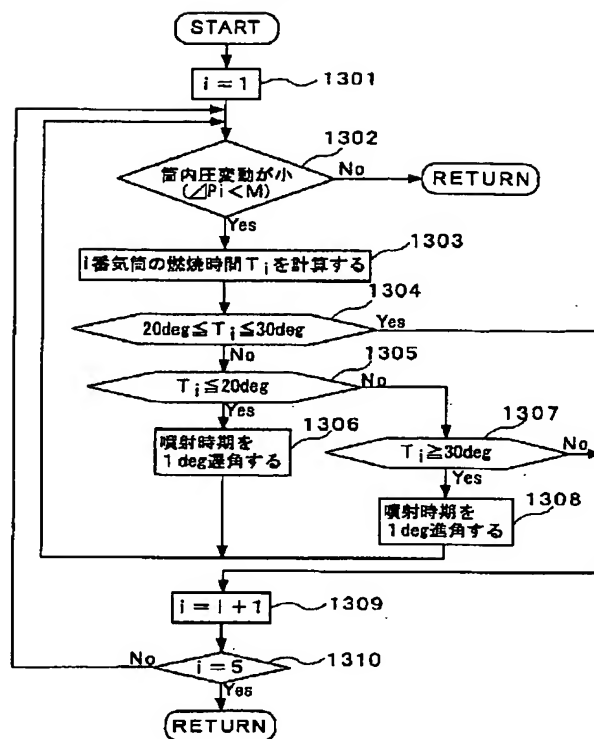 START
1301
i = 1
1302
筒内圧変動が小
(⊿Pi<M)
No
RETURN
Yes
1303
i番気筒の燃焼時間Tiを計算する
1304
20deg≦Ti≦30deg
Yes
No
1305
Ti≦20deg
No
Yes
1306
噴射時期を
1deg遅角する
1307
Ti≧30deg
No
Yes
1308
噴射時期を
1deg進角する
1309
i = i + 1
1310
No
i = 5
Yes
RETURN